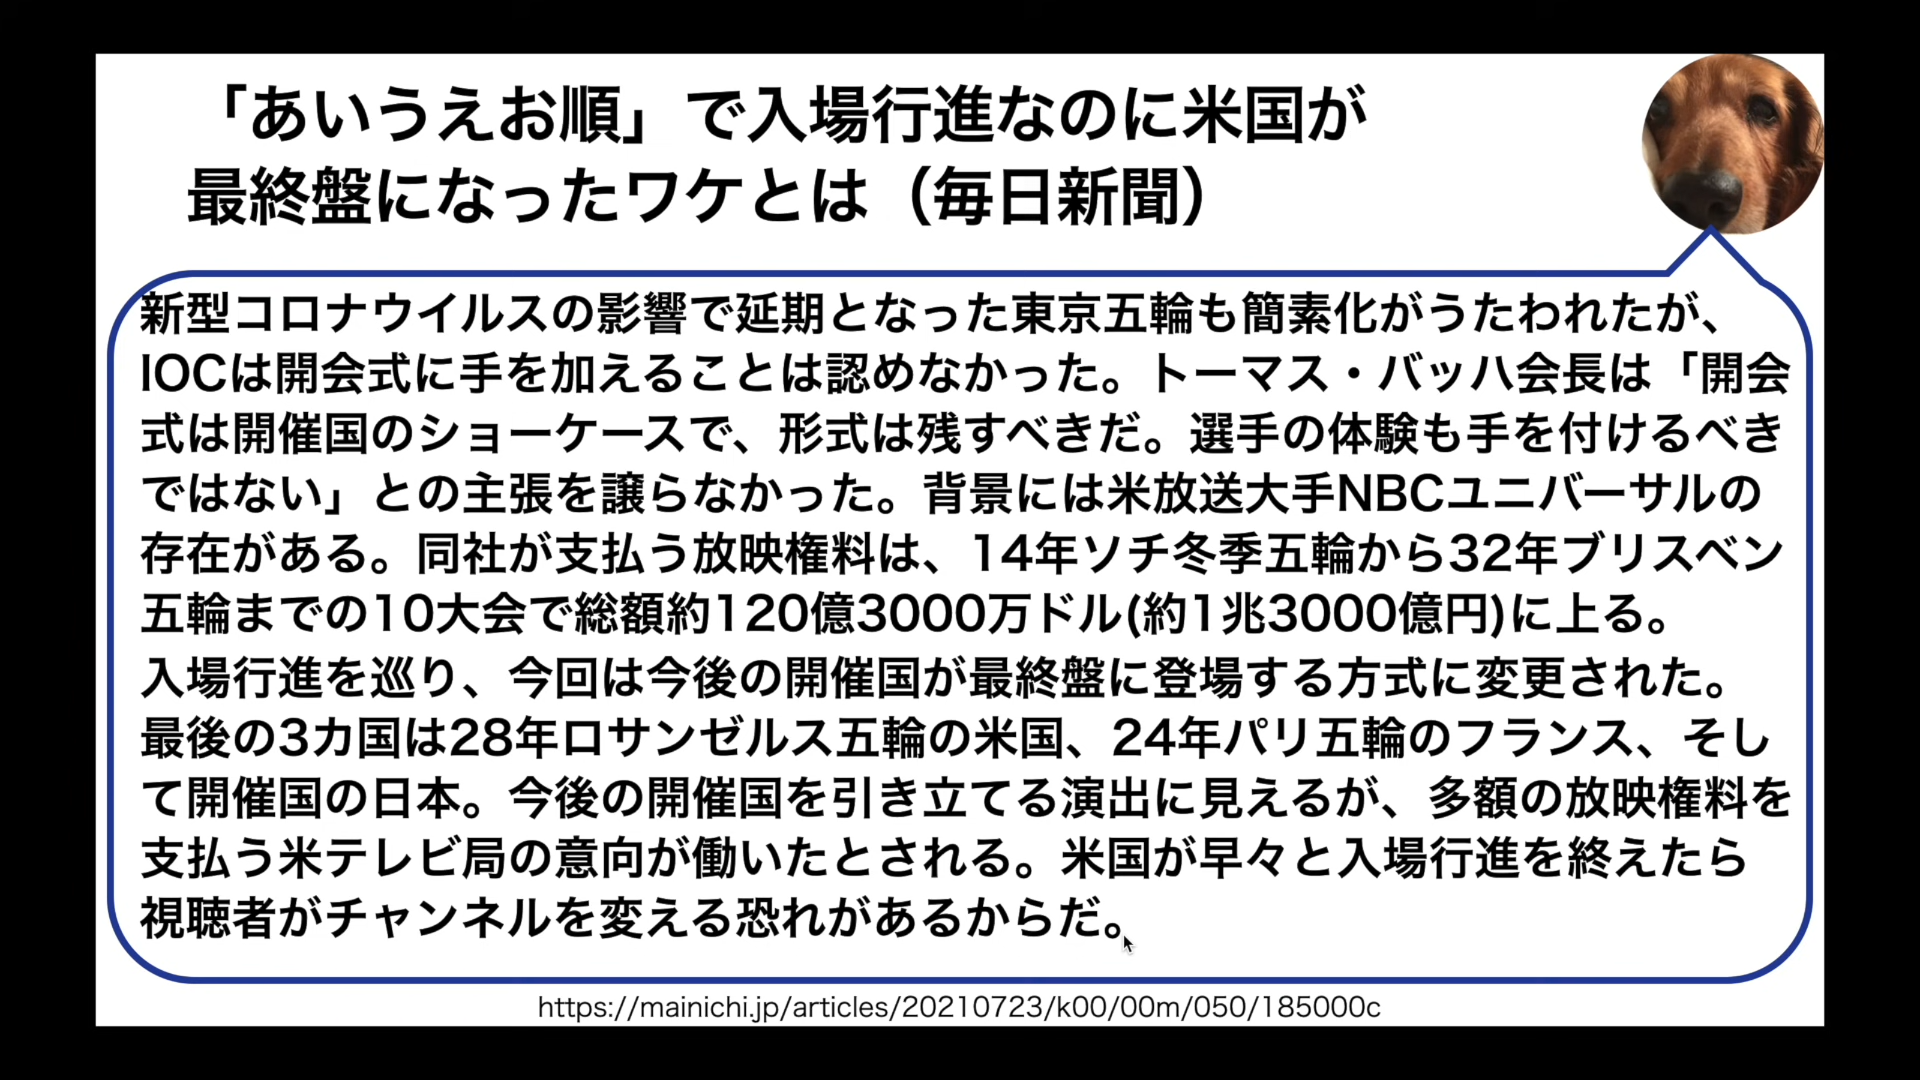 「あいうえお順」で入場行進なのに米国が
最終盤になったワケとは（毎日新聞）
新型コロナウイルスの影響で延期となった東京五輪も簡素化がうたわれたが、
IOCは開会式に手を加えることは認めなかった。トーマス・バッハ会長は「開会
式は開催国のショーケースで、形式は残すべきだ。選手の体験も手を付けるべき
ではない」との主張を譲らなかった。背景には米放送大手NBCユニバーサルの
存在がある。同社が支払う放映権料は、14年ソチ冬季五輪から32年ブリスベン
五輪までの10大会で総額約120億3000万ドル(約1兆3000億円)に上る。
入場行進を巡り、今回は今後の開催国が最終盤に登場する方式に変更された。
最後の3カ国は28年ロサンゼルス五輪の米国、24年パリ五輪のフランス、そし
て開催国の日本。今後の開催国を引き立てる演出に見えるが、多額の放映権料を
支払う米テレビ局の意向が働いたとされる。米国が早々と入場行進を終えたら
視聴者がチャンネルを変える恐れがあるからだ。
https://mainichi.jp/articles/20210723/k00/00m/050/185000c